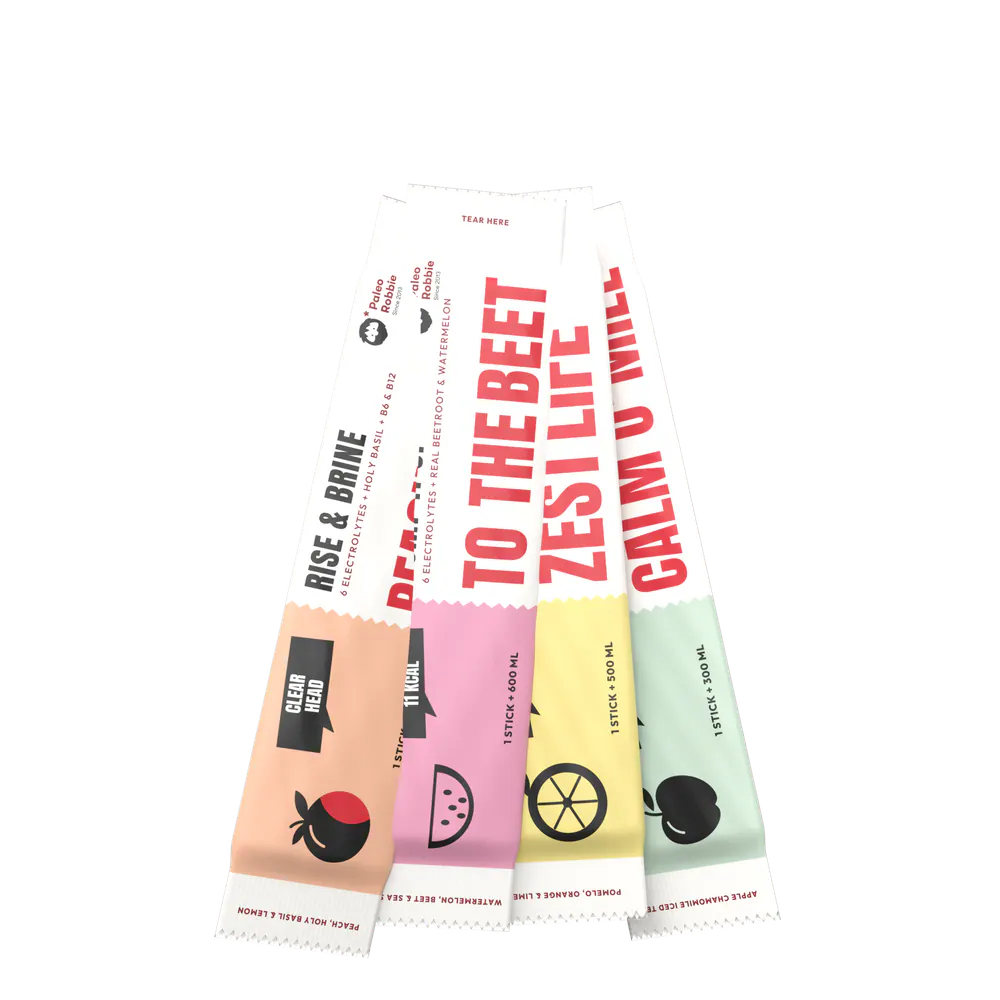 TEAR HERE
Paleo
Robbie
Since 2013
RISE & BRINE
6 ELECTROLYTES + HOLY BASIL + B6 & B12
CLEAR
HEAD
1 STICK
PEACH, HOLY BASIL & LEMON
Robbie
Since 2013
6 ELECTROLYTES + REAL BEETROOT & WATERMELON
TO THE BEET
11 KCAL
1 STICK + 600 ML
WATERMELON, BEET & SEA
ZEST LIFE
1 STICK + 500 ML
POMELO, ORANGE & LIME
CALM O
1 STICK + 300 ML
APPLE CHAMOMILE ICED